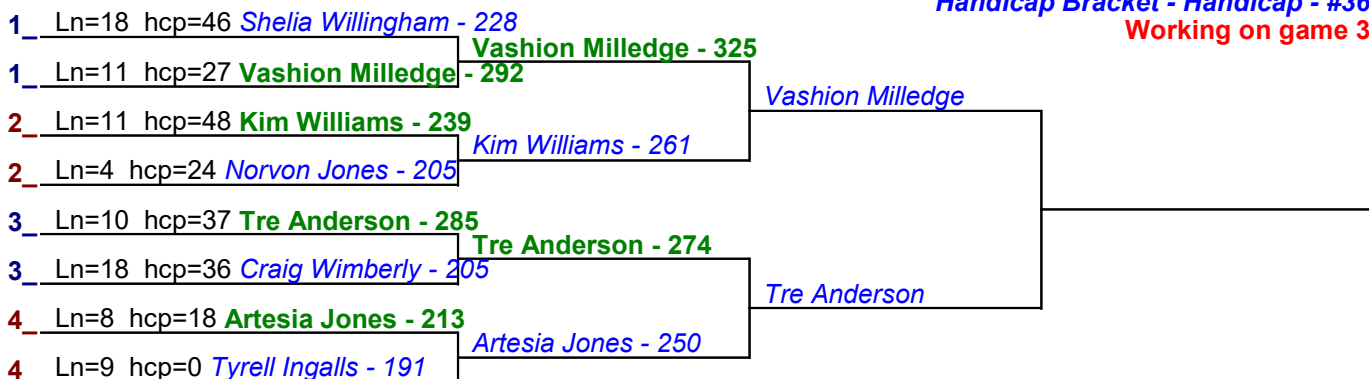 Handicap Bracket - Handicap - #36
Working on game 3
1_ Ln=18 hcp=46 Shelia Willingham - 228
Vashion Milledge - 325
1_ Ln=11 hcp=27 Vashion Milledge - 292
Vashion Milledge
2_ Ln=11 hcp=48 Kim Williams - 239
Kim Williams - 261
2_ Ln=4 hcp=24 Norvon Jones - 205
3_ Ln=10 hcp=37 Tre Anderson - 285
Tre Anderson - 274
3_ Ln=18 hcp=36 Craig Wimberly - 205
Tre Anderson
4_ Ln=8 hcp=18 Artesia Jones - 213
Artesia Jones - 250
4 Ln=9 hcp=0 Tyrell Ingalls - 191